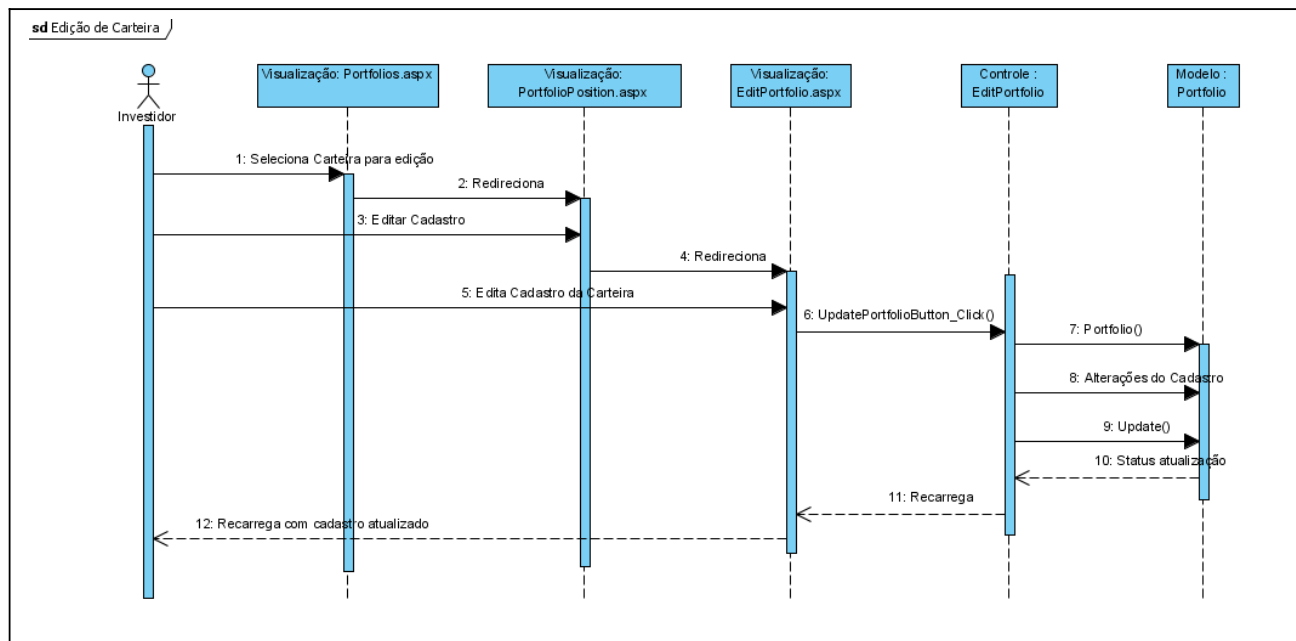 sd Edição de Carteira
Visualização: Portfolios.aspx
Visualização:
PortfolioPosition.aspx
Visualização:
EditPortfolio.aspx
Controle :
EditPortfolio
Modelo :
Portfolio
Investidor
1: Seleciona Carteira para edição
2: Redireciona
3: Editar Cadastro
4: Redireciona
5: Edita Cadastro da Carteira
6: UpdatePortfolioButton_Click()
7: Portfolio()
8: Alterações do Cadastro
9: Update()
10: Status atualização
11: Recarrega
12: Recarrega com cadastro atualizado